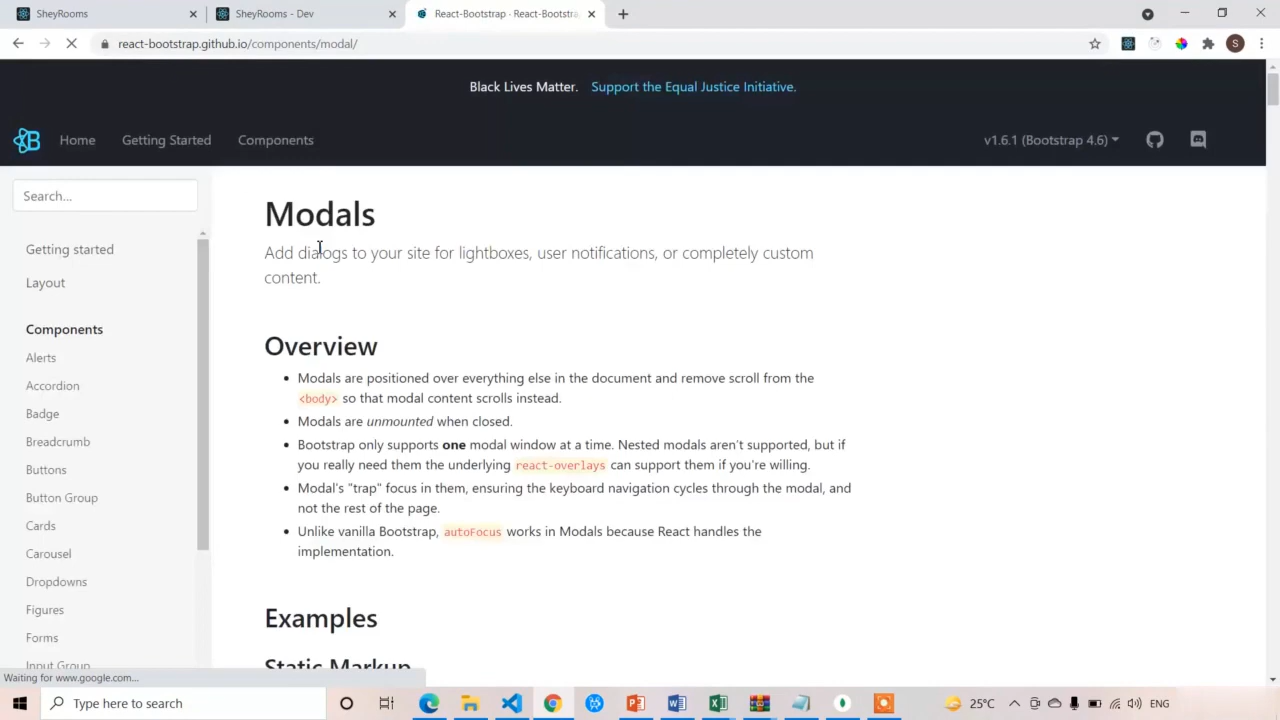 SheyRooms
SheyRooms - Dev
React-Bootstrap · React-Bootstra
react-bootstrap.github.io/components/modal/
S
Black Lives Matter. Support the Equal Justice Initiative.
B
Home
Getting Started
Components
v1.6.1 (Bootstrap 4.6)
Search...
Getting started
Layout
Components
Alerts
Accordion
Badge
Breadcrumb
Buttons
Button Group
Cards
Carousel
Dropdowns
Figures
Forms
Input Group
Modals
Add dialogs to your site for lightboxes, user notifications, or completely custom
content.
Overview
Modals are positioned over everything else in the document and remove scroll from the
<body> so that modal content scrolls instead.
Modals are unmounted when closed.
Bootstrap only supports one modal window at a time. Nested modals aren't supported, but if
you really need them the underlying react-overlays can support them if you're willing.
Modal's "trap" focus in them, ensuring the keyboard navigation cycles through the modal, and
not the rest of the page.
Unlike vanilla Bootstrap, autoFocus works in Modals because React handles the
implementation.
Examples
Static Markup
Waiting for www.google.com...
Type here to search
25°C
ENG